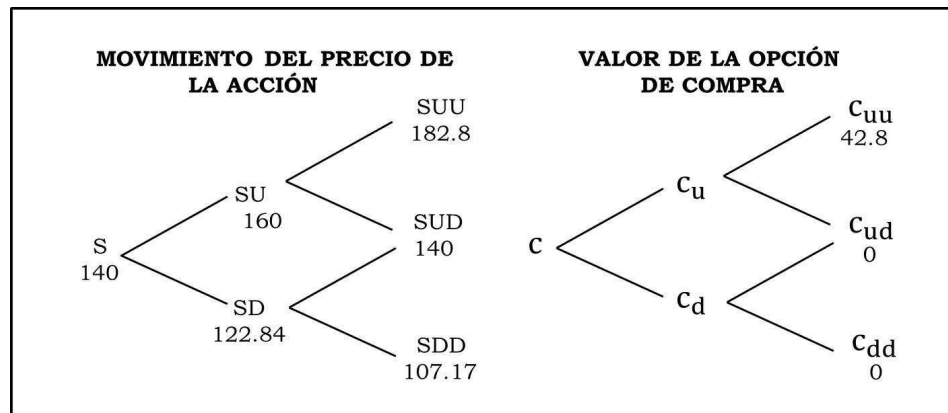 MOVIMIENTO DEL PRECIO DE
LA ACCIÓN
SUU
182.8
SU
160
SUD
140
S
140
SD
122.84
SDD
107.17
VALOR DE LA OPCIÓN
DE COMPRA
Cuu
42.8
Cu
Cud
0
C
Cd
Cdd
0